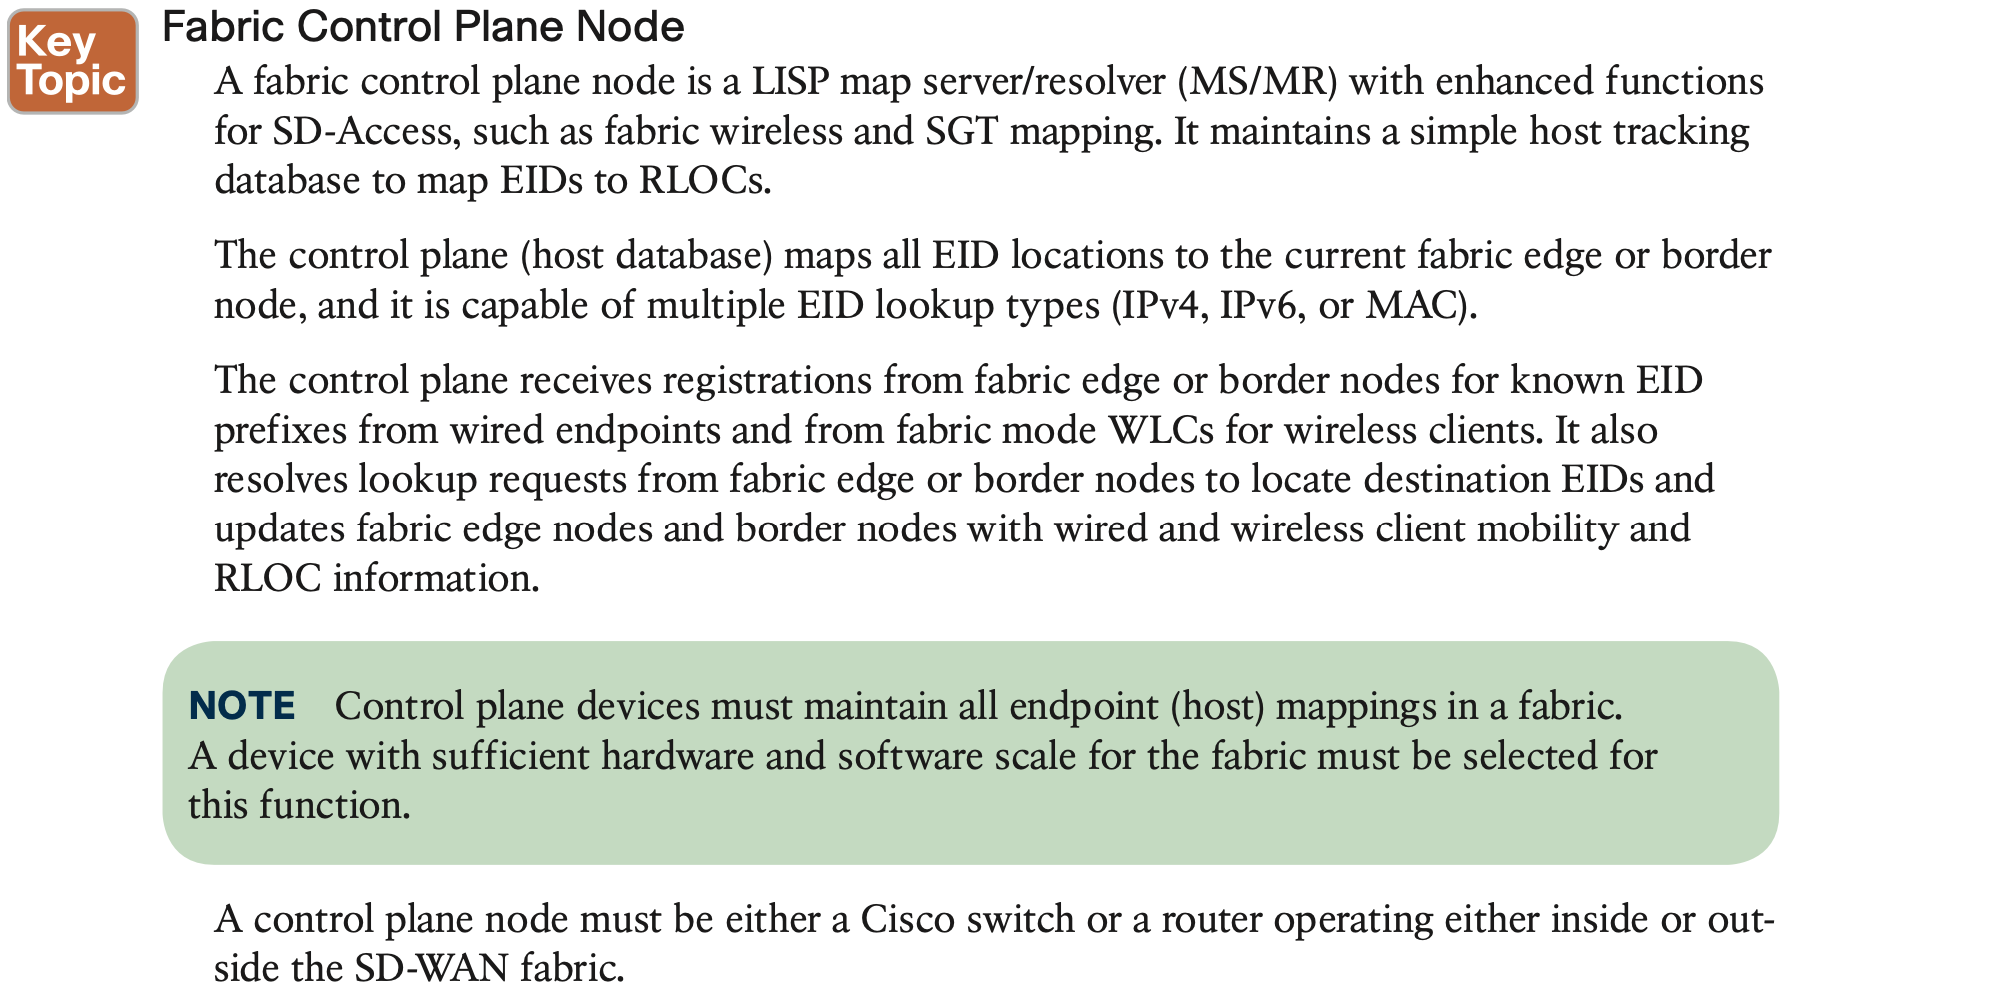 Key
Topic
Fabric Control Plane Node
A fabric control plane node is a LISP map server/resolver (MS/MR) with enhanced functions
for SD-Access, such as fabric wireless and SGT mapping. It maintains a simple host tracking
database to map EIDs to RLOCs.
The control plane (host database) maps all EID locations to the current fabric edge or border
node, and it is capable of multiple EID lookup types (IPv4, IPv6, or MAC).
The control plane receives registrations from fabric edge or border nodes for known EID
prefixes from wired endpoints and from fabric mode WLCs for wireless clients. It also
resolves lookup requests from fabric edge or border nodes to locate destination EIDs and
updates fabric edge nodes and border nodes with wired and wireless client mobility and
RLOC information.
NOTE Control plane devices must maintain all endpoint (host) mappings in a fabric.
A device with sufficient hardware and software scale for the fabric must be selected for
this function.
A control plane node must be either a Cisco switch or a router operating either inside or out-
side the SD-WAN fabric.